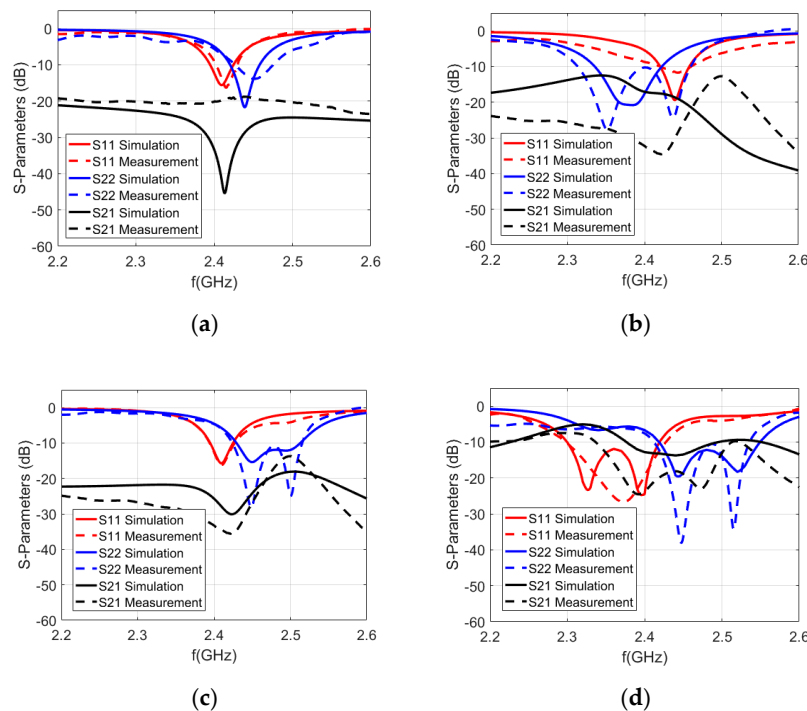 0
-10
-20
-30
-40
-50
-60
S-Parameters (dB)
S11 Simulation
S11 Measurement
S22 Simulation
S22 Measurement
S21 Simulation
S21 Measurement
2.2
2.3
2.4
2.5
2.6
f(GHz)
(a)
0
-10
-20
-30
-40
-50
-60
S-Parameters (dB)
S11 Simulation
S11 Measurement
S22 Simulation
S22 Measurement
S21 Simulation
S21 Measurement
2.2
2.3
2.4
2.5
2.6
f(GHz)
(b)
0
-10
-20
-30
-40
-50
-60
S-Parameters (dB)
S11 Simulation
S11 Measurement
S22 Simulation
S22 Measurement
S21 Simulation
S21 Measurement
2.2
2.3
2.4
2.5
2.6
f(GHz)
(c)
0
-10
-20
-30
-40
-50
-60
S-Parameters (dB)
S11 Simulation
S11 Measurement
S22 Simulation
S22 Measurement
S21 Simulation
S21 Measurement
2.2
2.3
2.4
2.5
2.6
f(GHz)
(d)